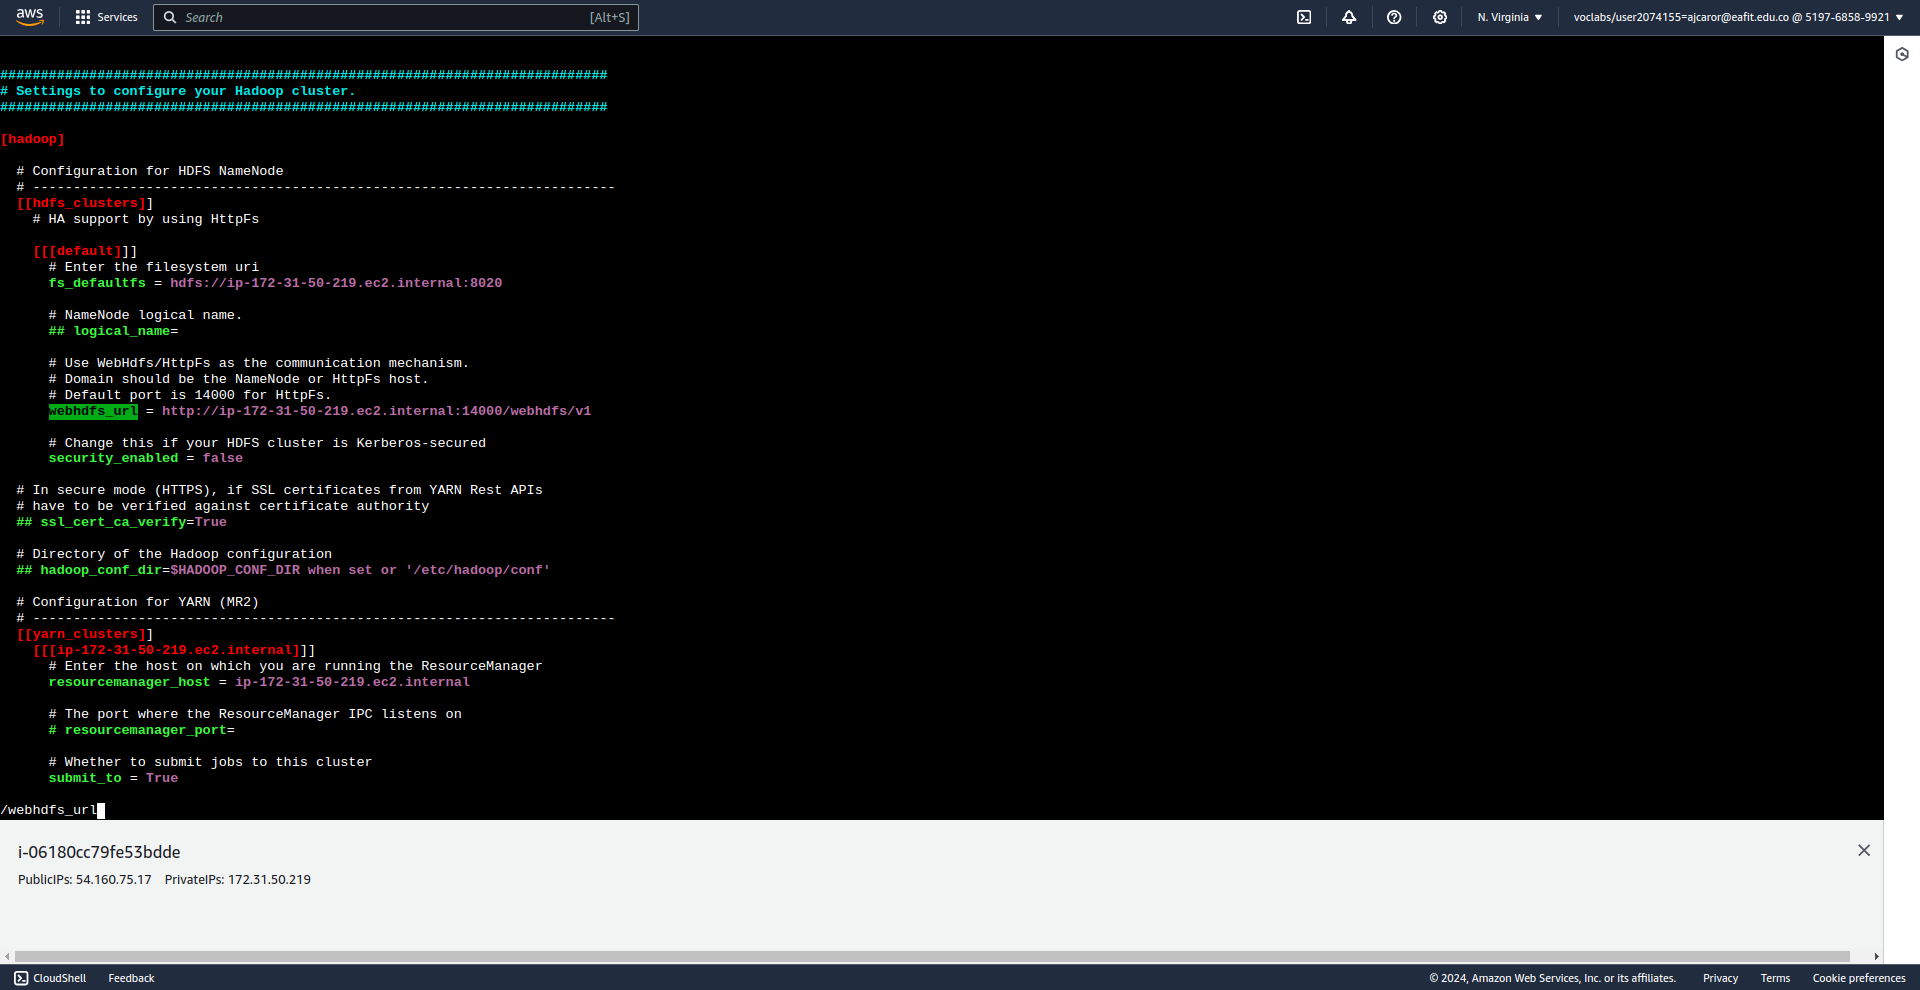 aws
Services
Search
[Alt+S]
N. Virginia
voclabs/user2074155=ajcaror@eafit.edu.co @ 5197-6858-9921
###########################################################################
# Settings to configure your Hadoop cluster.
###########################################################################
[hadoop]
# Configuration for HDFS NameNode
# ------------------------------------------------------------------------
[[hdfs_clusters]]
# HA support by using HttpFs
[[[default]]]
# Enter the filesystem uri
fs_defaultfs = hdfs://ip-172-31-50-219.ec2.internal:8020
# NameNode logical name.
## logical_name=
# Use WebHdfs/HttpFs as the communication mechanism.
# Domain should be the NameNode or HttpFs host.
# Default port is 14000 for HttpFs.
webhdfs_url = http://ip-172-31-50-219.ec2.internal:14000/webhdfs/v1
# Change this if your HDFS cluster is Kerberos-secured
security_enabled = false
# In secure mode (HTTPS), if SSL certificates from YARN Rest APIs
# have to be verified against certificate authority
## ssl_cert_ca_verify=True
# Directory of the Hadoop configuration
## hadoop_conf_dir=$HADOOP_CONF_DIR when set or '/etc/hadoop/conf'
# Configuration for YARN (MR2)
# ------------------------------------------------------------------------
[[yarn_clusters]]
[[[ip-172-31-50-219.ec2.internal]]]
# Enter the host on which you are running the ResourceManager
resourcemanager_host = ip-172-31-50-219.ec2.internal
# The port where the ResourceManager IPC listens on
# resourcemanager_port=
# Whether to submit jobs to this cluster
submit_to = True
/webhdfs_url
i-06180cc79fe53bdde
PublicIPs: 54.160.75.17 PrivateIPs: 172.31.50.219
CloudShell
Feedback
© 2024, Amazon Web Services, Inc. or its affiliates.
Privacy
Terms
Cookie preferences